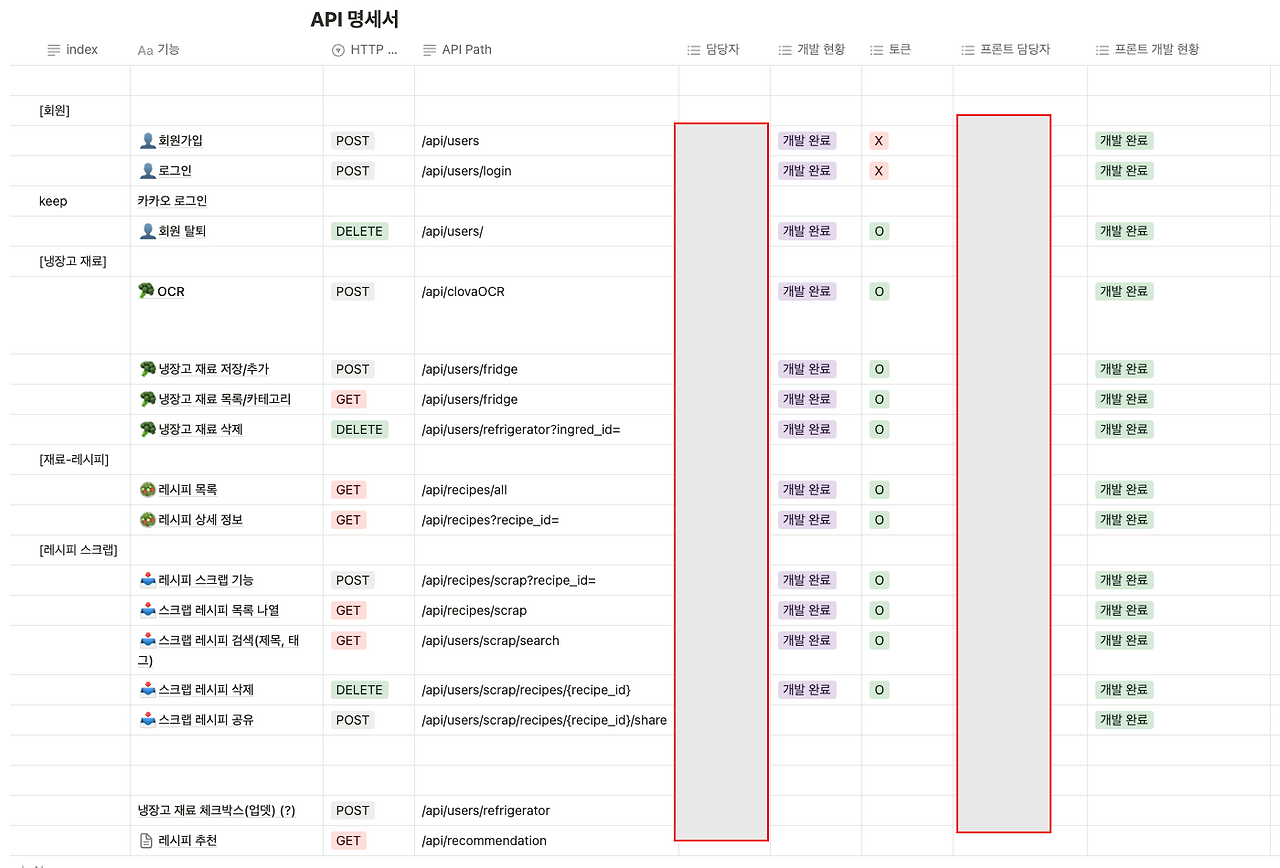 API 명세서
index Aa 기능 HTTP ... API Path 담당자 개발 현황 토큰 프론트 담당자 프론트 개발 현황
[회원]
회원가입 POST /api/users 개발 완료 X 개발 완료
로그인 POST /api/users/login 개발 완료 X 개발 완료
keep 카카오 로그인
회원 탈퇴 DELETE /api/users/ 개발 완료 O 개발 완료
[냉장고 재료]
OCR POST /api/clovaOCR 개발 완료 O 개발 완료
냉장고 재료 저장/추가 POST /api/users/fridge 개발 완료 O 개발 완료
냉장고 재료 목록/카테고리 GET /api/users/fridge 개발 완료 O 개발 완료
냉장고 재료 삭제 DELETE /api/users/refrigerator?ingred_id= 개발 완료 O 개발 완료
[재료-레시피]
레시피 목록 GET /api/recipes/all 개발 완료 O 개발 완료
레시피 상세 정보 GET /api/recipes?recipe_id= 개발 완료 O 개발 완료
[레시피 스크랩]
레시피 스크랩 기능 POST /api/recipes/scrap?recipe_id= 개발 완료 O 개발 완료
스크랩 레시피 목록 나열 GET /api/recipes/scrap 개발 완료 O 개발 완료
스크랩 레시피 검색(제목, 태 GET /api/users/scrap/search 개발 완료 O 개발 완료
그)
스크랩 레시피 삭제 DELETE /api/users/scrap/recipes/{recipe_id} 개발 완료 O 개발 완료
스크랩 레시피 공유 POST /api/users/scrap/recipes/{recipe_id}/share 개발 완료
냉장고 재료 체크박스(업뎃) (?) POST /api/users/refrigerator
레시피 추천 GET /api/recommendation